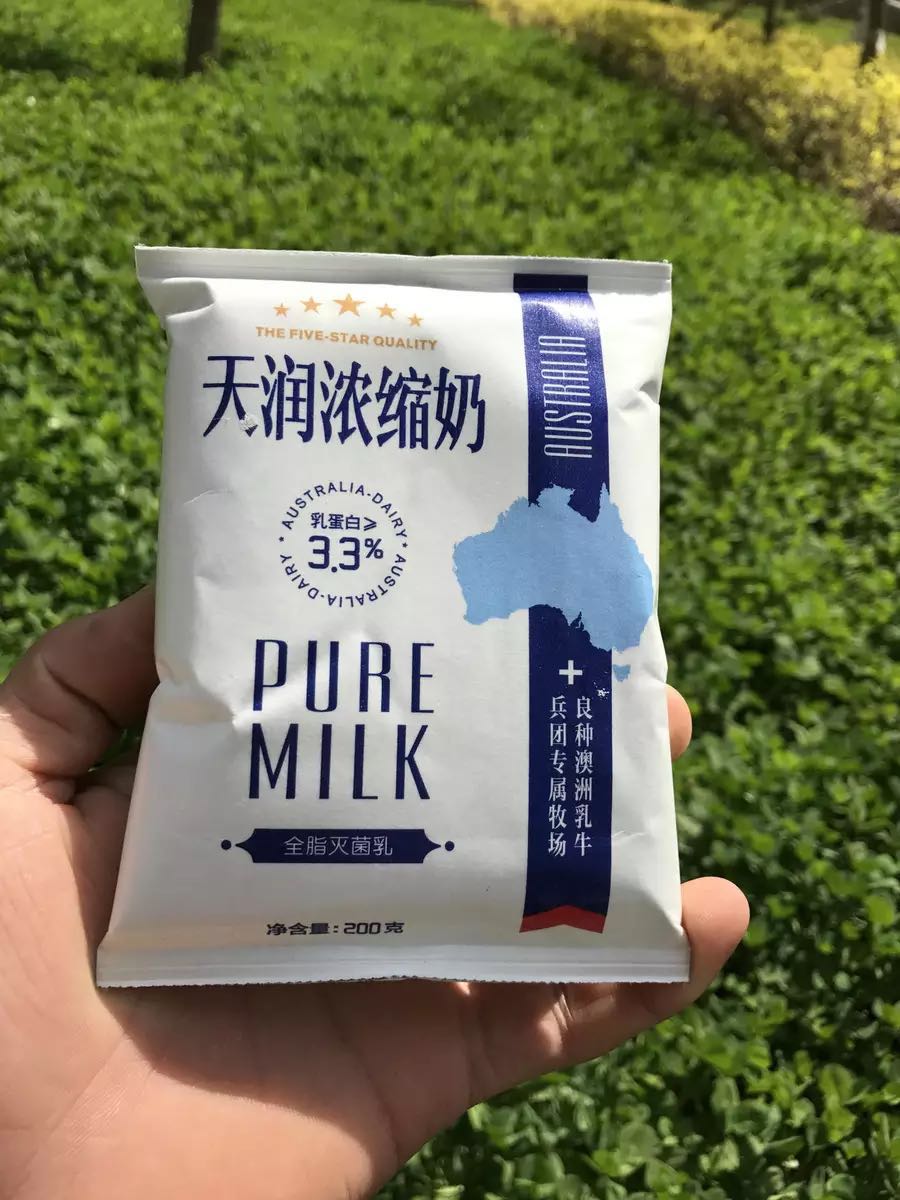 THE FIVE-STAR QUALITY
天润浓缩奶
AUSTRALIA-DAIRY
乳蛋白≥
3.3%
AUSTRALIA-DAIRY
PURE
MILK
全脂灭菌乳
净含量:200克
AUSTRALIA
+
良种澳洲乳牛
兵团专属牧场